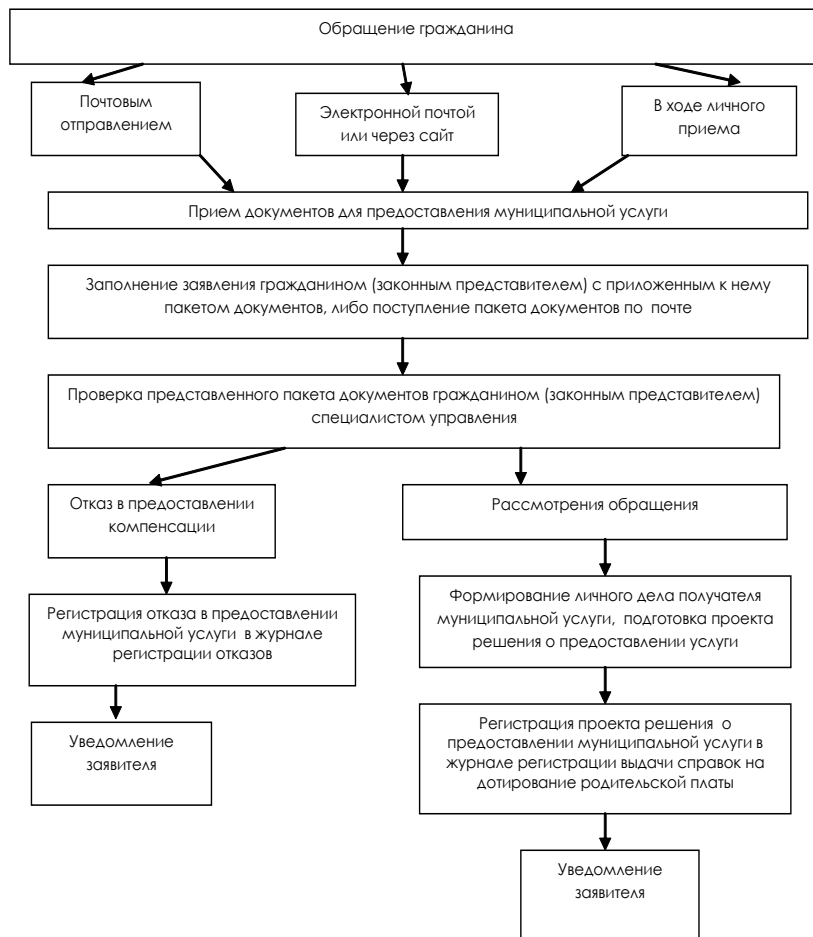 Обращение гражданина
Почтовым
отправлением
Электронной почтой
или через сайт
В ходе личного
приема
Прием документов для предоставления муниципальной услуги
Заполнение заявления гражданином (законным представителем) с приложенным к нему
пакетом документов, либо поступление пакета документов по почте
Проверка представленного пакета документов гражданином (законным представителем)
специалистом управления
Отказ в предоставлении
компенсации
Рассмотрения обращения
Регистрация отказа в предоставлении
муниципальной услуги в журнале
регистрации отказов
Формирование личного дела получателя
муниципальной услуги, подготовка проекта
решения о предоставлении услуги
Уведомление
заявителя
Регистрация проекта решения о
предоставлении муниципальной услуги в
журнале регистрации выдачи справок на
дотирование родительской платы
Уведомление
заявителя